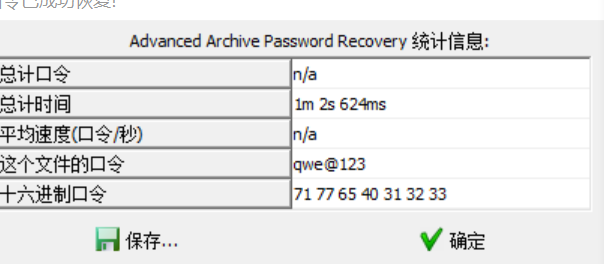 令已成功恢复!
Advanced Archive Password Recovery 统计信息:
总计口令 n/a
总计时间 1m 2s 624ms
平均速度(口令/秒) n/a
这个文件的口令 qwe@123
十六进制口令 71 77 65 40 31 32 33
保存... 确定